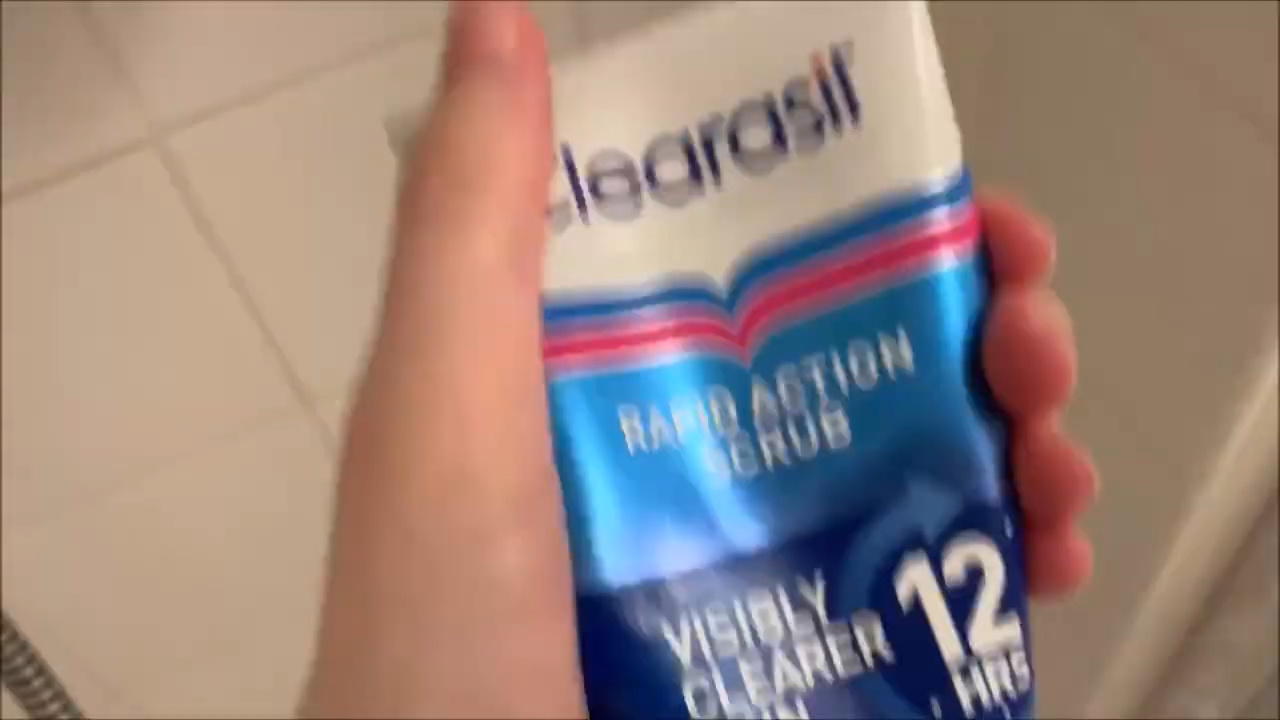 clearasil
RAPID ACTION
SCRUB
VISIBLY
CLEARER
12
HRS